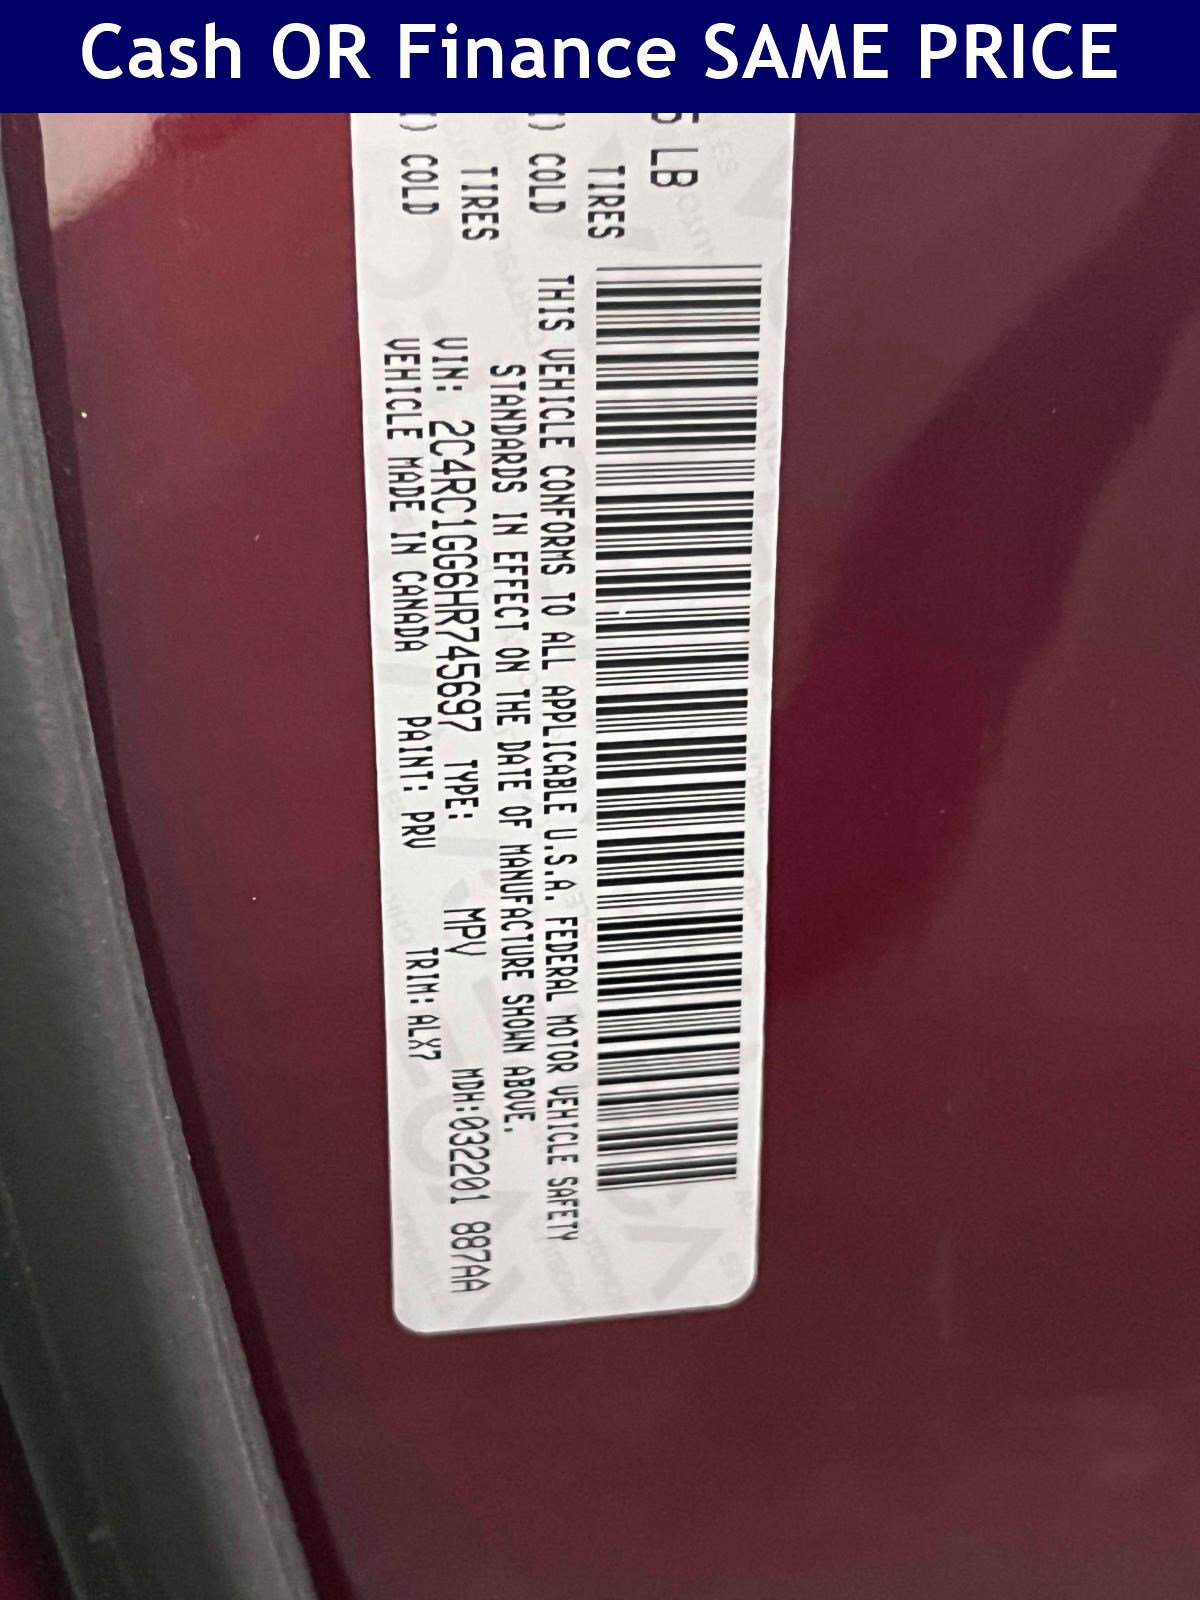 Cash OR Finance SAME PRICE
LB
TIRES
) COLD
THIS VEHICLE CONFORMS TO ALL APPLICABLE U.S.A. FEDERAL MOTOR VEHICLE SAFETY
STANDARDS IN EFFECT ON THE DATE OF MANUFACTURE SHOWN ABOVE.
TIRES
) COLD
VIN: 2C4RC1GG6HR745697 TYPE: MPV MDH:032201 887AA
VEHICLE MADE IN CANADA PAINT: PRV TRIM: ALX7